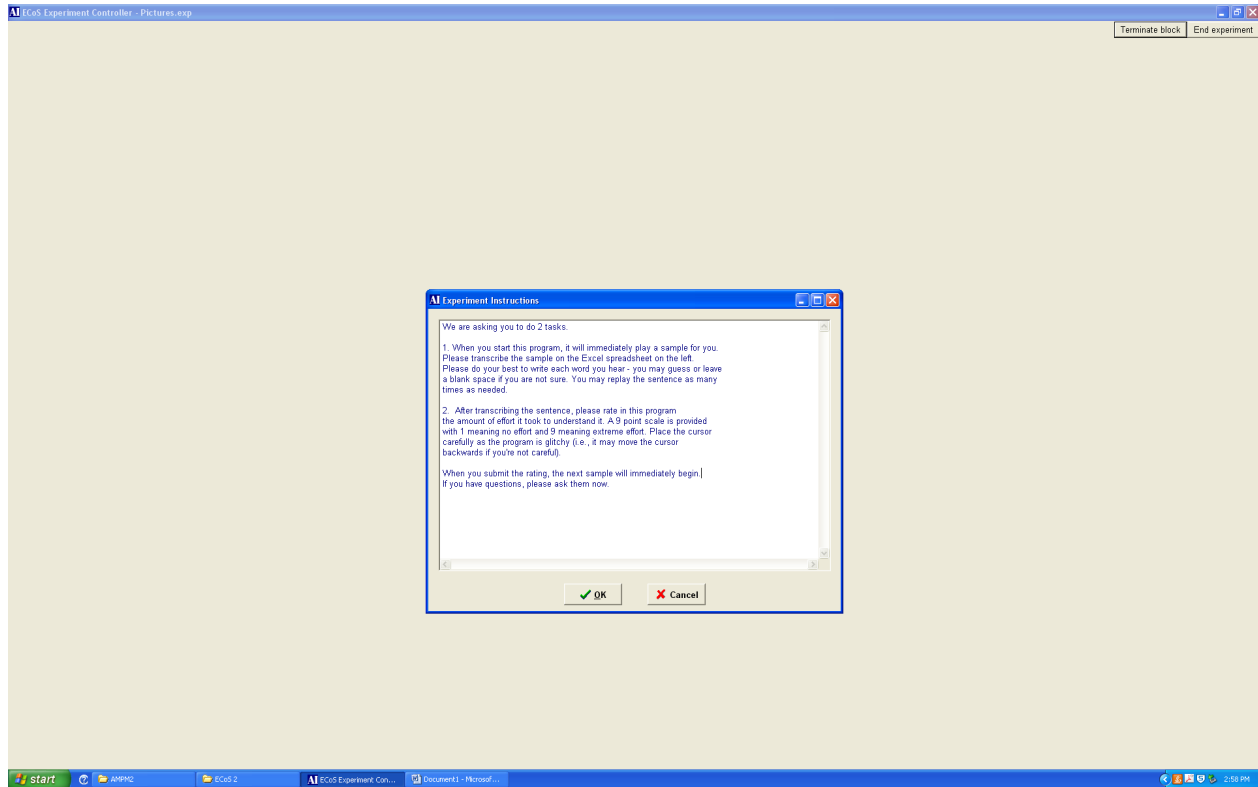 AI ECoS Experiment Controller - Pictures.exp
Terminate block End experiment
AI Experiment Instructions
We are asking you to do 2 tasks.
1. When you start this program, it will immediately play a sample for you.
Please transcribe the sample on the Excel spreadsheet on the left.
Please do your best to write each word you hear - you may guess or leave
a blank space if you are not sure. You may replay the sentence as many
times as needed.
2. After transcribing the sentence, please rate in this program
the amount of effort it took to understand it. A 9 point scale is provided
with 1 meaning no effort and 9 meaning extreme effort. Place the cursor
carefully as the program is glitchy (i.e., it may move the cursor
backwards if you're not careful).
When you submit the rating, the next sample will immediately begin.
If you have questions, please ask them now.
OK Cancel
start AMPM2 ECoS 2 AI ECoS Experiment Con... Document1 - Microsof... 2:58 PM